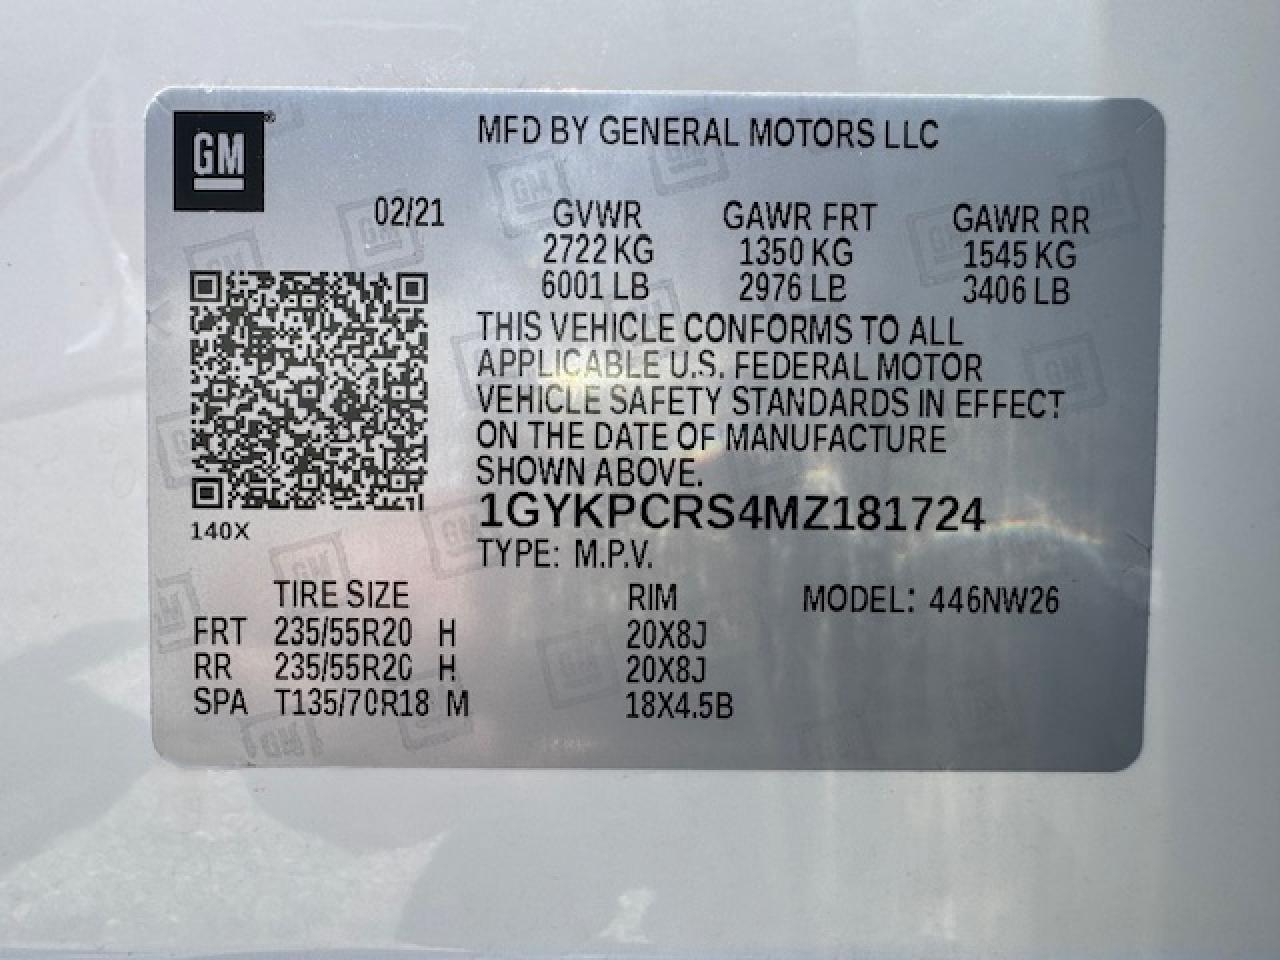 GM®
MFD BY GENERAL MOTORS LLC
02/21 GVWR GAWR FRT GAWR RR
2722 KG 1350 KG 1545 KG
6001 LB 2976 LB 3406 LB
THIS VEHICLE CONFORMS TO ALL
APPLICABLE U.S. FEDERAL MOTOR
VEHICLE SAFETY STANDARDS IN EFFECT
ON THE DATE OF MANUFACTURE
SHOWN ABOVE.
1GYKPCRS4MZ181724
140X
TYPE: M.P.V.
TIRE SIZE RIM MODEL: 446NW26
FRT 235/55R20 H 20X8J
RR 235/55R20 H 20X8J
SPA T135/70R18 M 18X4.5B